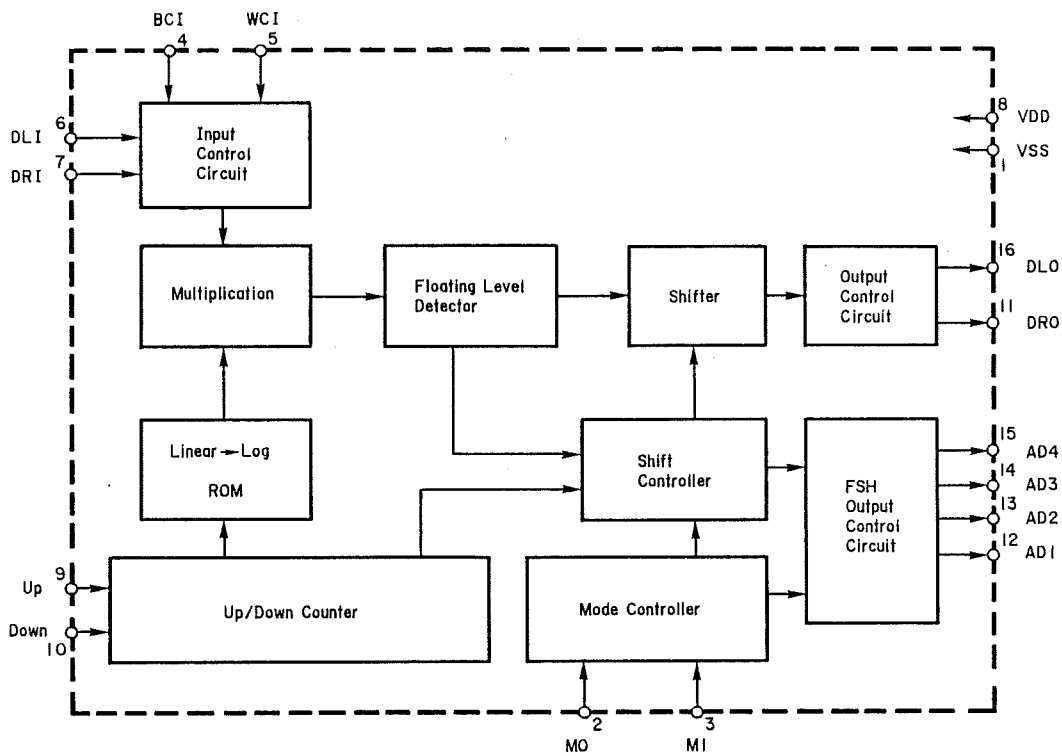 BCI WCI
4 5
6
DLI
7
DRI
Input
Control
Circuit
8
VDD
VSS
1
Multiplication
Floating Level
Detector
Shifter
Output
Control
Circuit
16
DLO
11
DRO
Linear → Log
ROM
Shift
Controller
FSH
Output
Control
Circuit
15
AD4
14
AD3
13
AD2
12
AD1
9
Up
Down
10
Up/Down Counter
Mode Controller
2 3
M0 M1